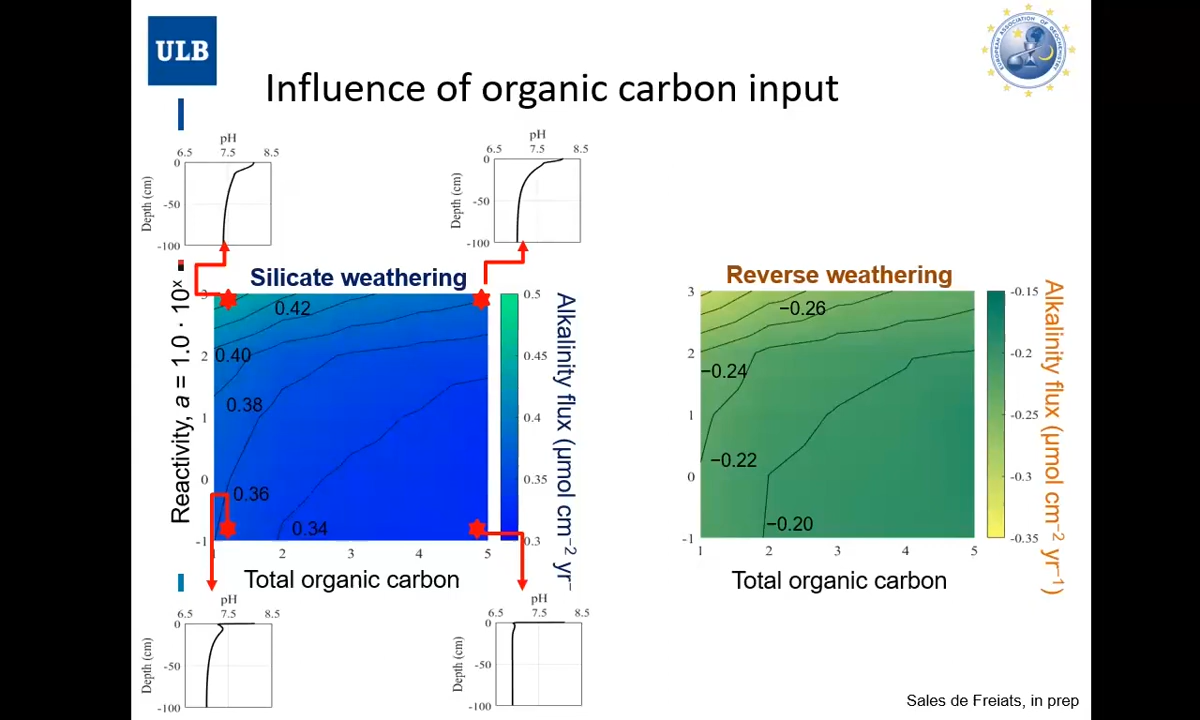 ULB
EUROPEAN ASSOCIATION OF GEOCHEMISTRY
Influence of organic carbon input
pH
6.5 7.5 8.5
0
-50
-100
Depth (cm)
pH
6.5 7.5 8.5
0
-50
-100
Depth (cm)
Silicate weathering
Reactivity, a = 1.0 · 10ˣ
3
2
1
0
-1
0.42
0.40
0.38
0.36
0.34
1 2 3 4 5
Total organic carbon
0.5
0.45
0.4
0.35
0.3
Alkalinity flux (μmol cm⁻² yr⁻
Reverse weathering
3
2
1
0
-1
−0.26
−0.24
−0.22
−0.20
1 2 3 4 5
Total organic carbon
-0.15
-0.2
-0.25
-0.3
-0.35
Alkalinity flux (μmol cm⁻² yr⁻¹)
pH
6.5 7.5 8.5
0
-50
-100
Depth (cm)
pH
6.5 7.5 8.5
0
-50
-100
Depth (cm)
Sales de Freiats, in prep